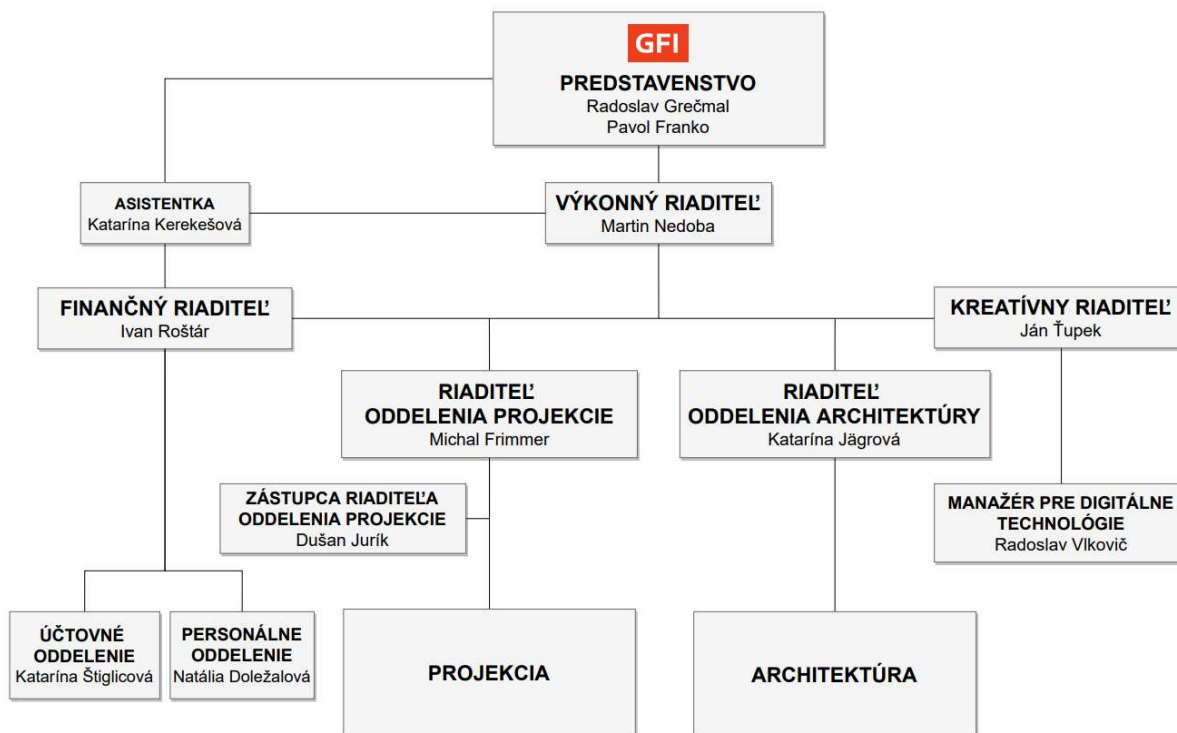 GFI
PREDSTAVENSTVO
Radoslav Grečmal
Pavol Franko
ASISTENTKA
Katarína Kerekešová
VÝKONNÝ RIADITEĽ
Martin Nedoba
FINANČNÝ RIADITEĽ
Ivan Roštár
KREATÍVNY RIADITEĽ
Ján Ťupek
RIADITEĽ
ODDELENIA PROJEKCIE
Michal Frimmer
RIADITEĽ
ODDELENIA ARCHITEKTÚRY
Katarína Jägrová
ZÁSTUPCA RIADITEĽA
ODDELENIA PROJEKCIE
Dušan Jurík
MANAŽÉR PRE DIGITÁLNE
TECHNOLÓGIE
Radoslav Vlkovič
ÚČTOVNÉ
ODDELENIE
Katarína Štiglicová
PERSONÁLNE
ODDELENIE
Natália Doležalová
PROJEKCIA
ARCHITEKTÚRA